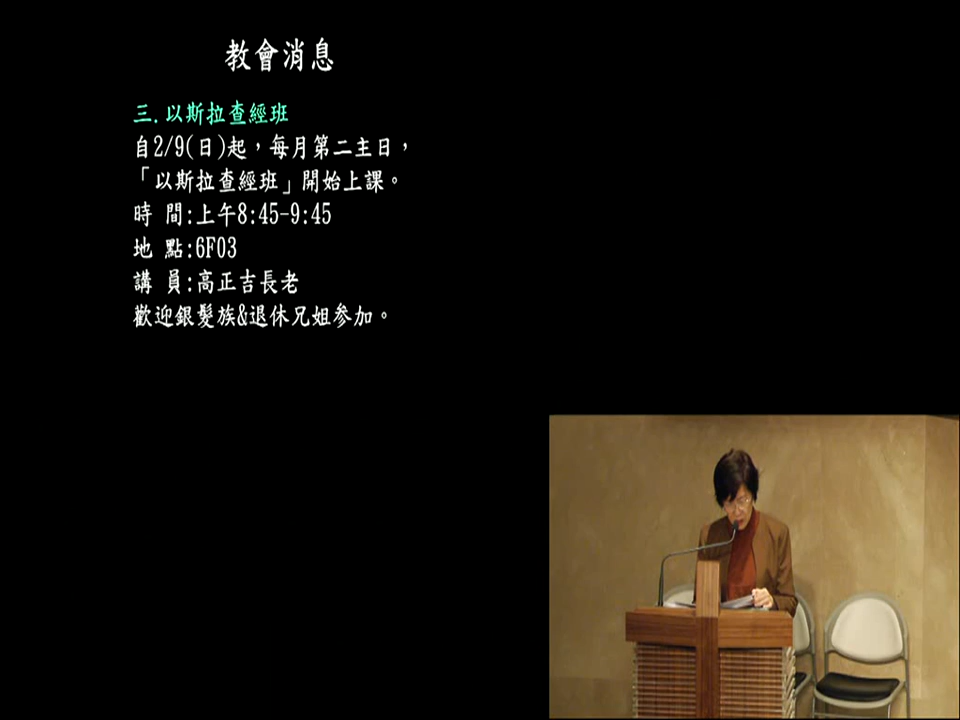 教會消息
三.以斯拉查經班
自2/9(日)起，每月第二主日，
「以斯拉查經班」開始上課。
時 間:上午8:45-9:45
地 點:6F03
講 員:高正吉長老
歡迎銀髮族&退休兄姐參加。